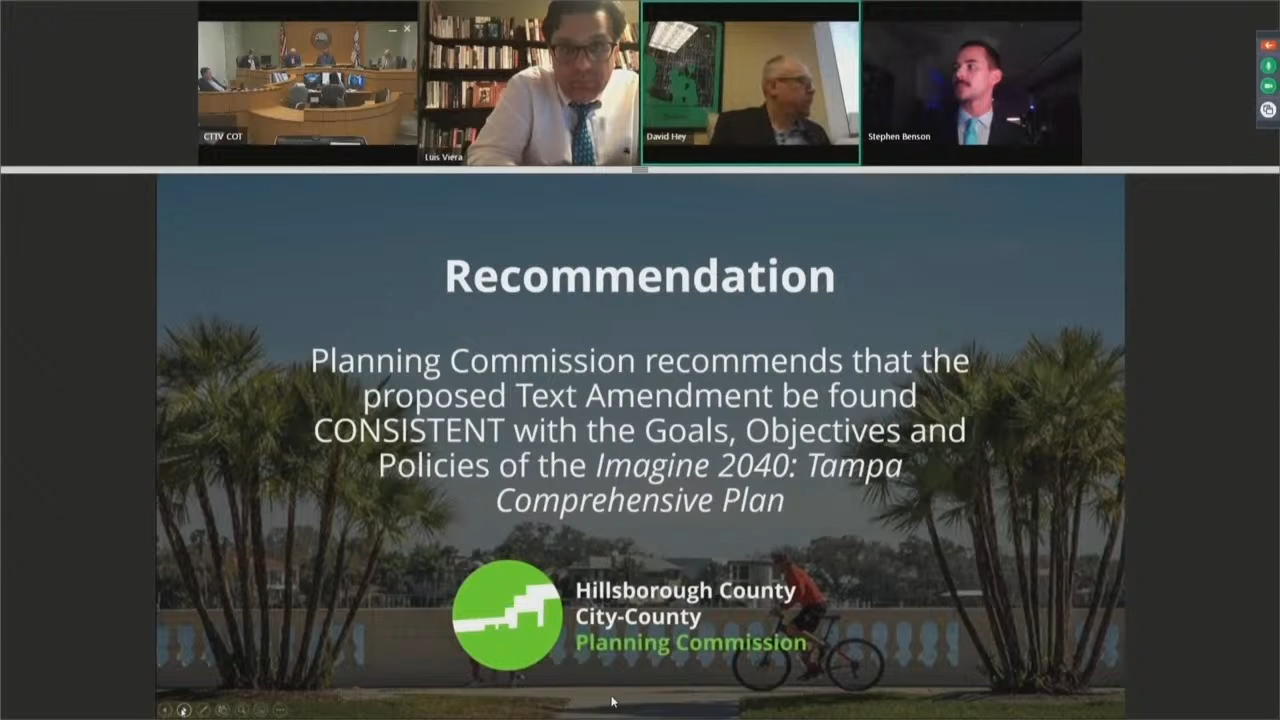 CTTV COT
Luis Viera
David Hey
Stephen Benson
Recommendation
Planning Commission recommends that the
proposed Text Amendment be found
CONSISTENT with the Goals, Objectives and
Policies of the Imagine 2040: Tampa
Comprehensive Plan
Hillsborough County
City-County
Planning Commission